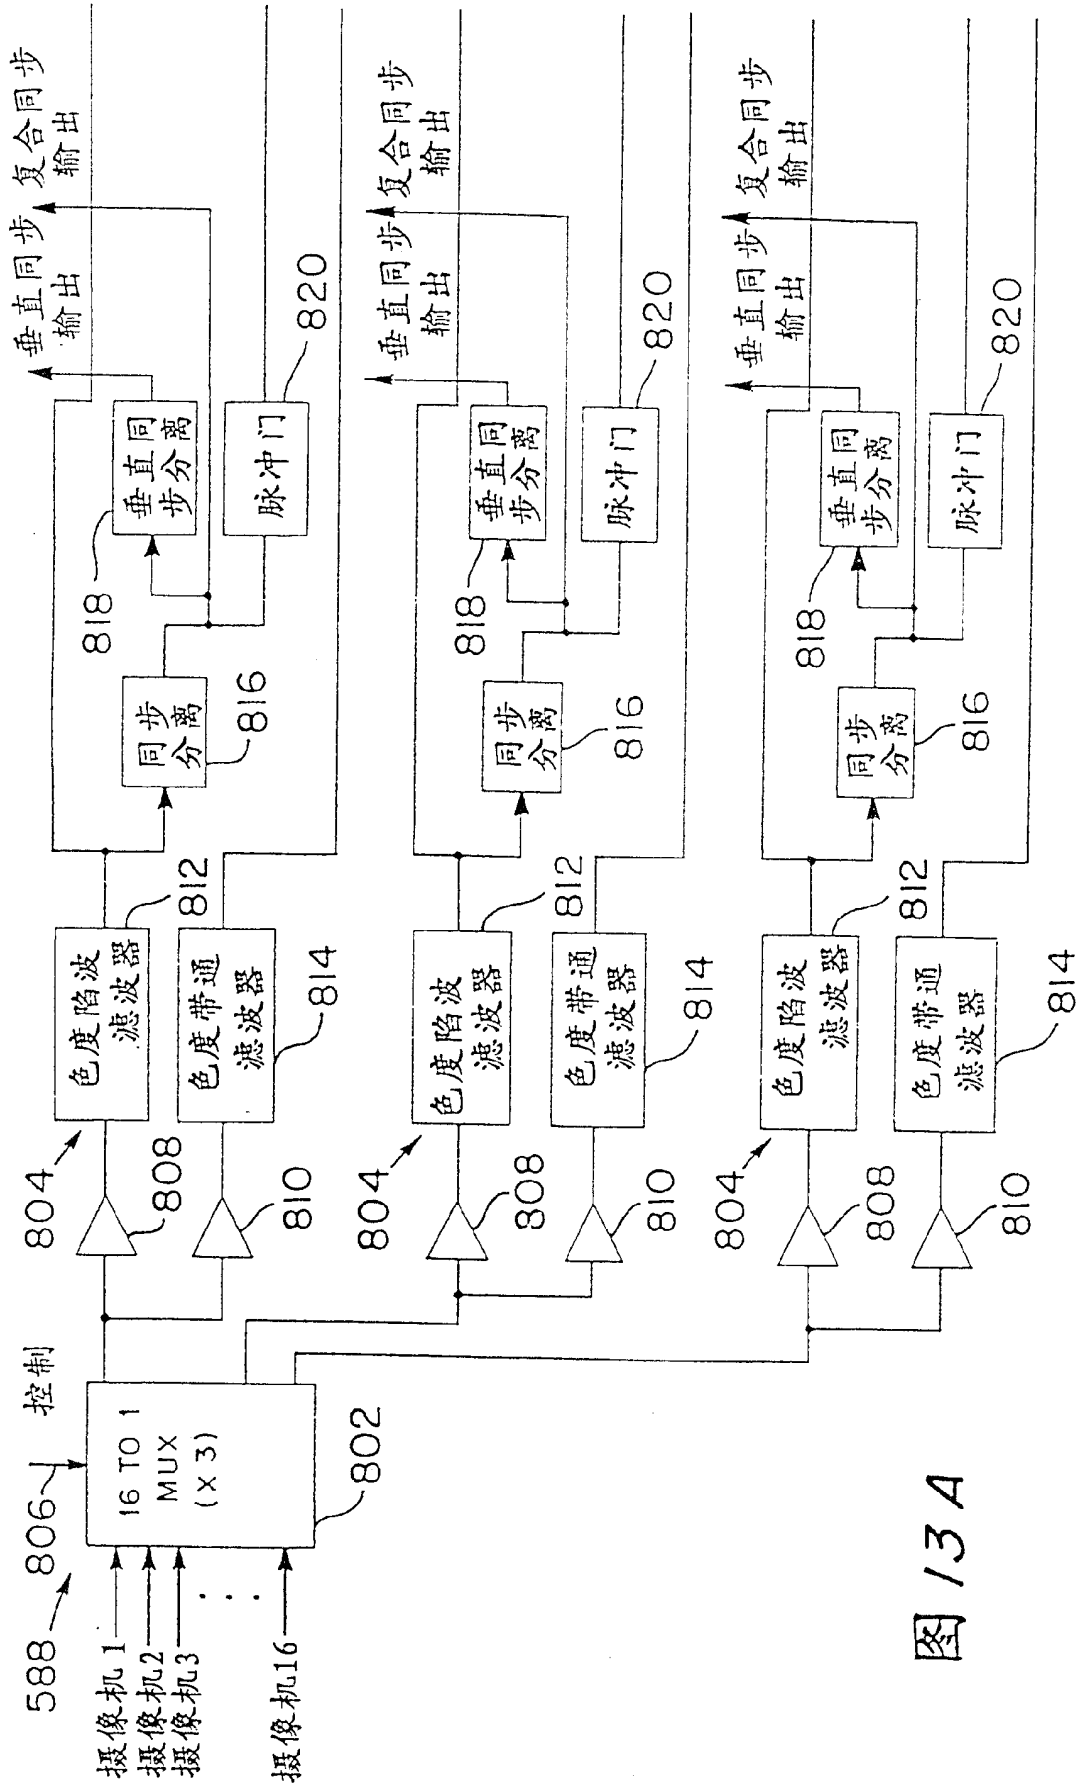 588
806
控制
摄像机1
摄像机2
摄像机3
摄像机16
16 TO 1
MUX
(X 3)
802
804
808
810
色度陷波
滤波器
812
色度带通
滤波器
814
同步
分离
816
818
垂直同
步分离
脉冲门
820
垂直同步
输出
复合同步
输出
804
808
810
色度陷波
滤波器
812
色度带通
滤波器
814
同步
分离
816
818
垂直同
步分离
脉冲门
820
垂直同步
输出
复合同步
输出
804
808
810
色度陷波
滤波器
812
色度带通
滤波器
814
同步
分离
816
818
垂直同
步分离
脉冲门
820
垂直同步
输出
复合同步
输出
图13A